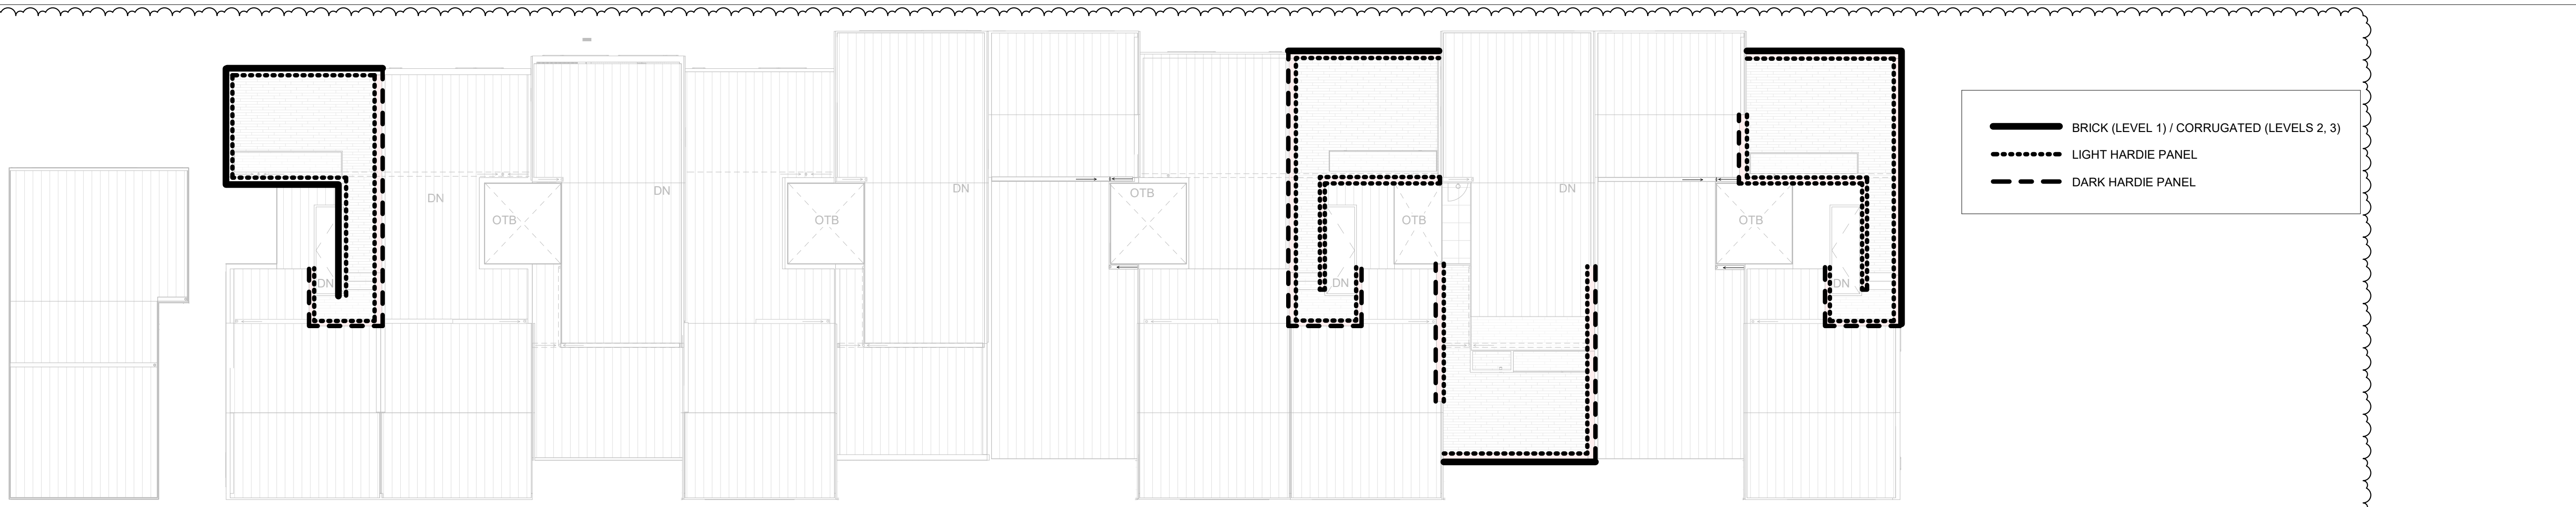 BRICK (LEVEL 1) / CORRUGATED (LEVELS 2, 3)
LIGHT HARDIE PANEL
DARK HARDIE PANEL
DN
DN
DN
DN
OTB
OTB
OTB
OTB
OTB
DN
DN
DN
DN